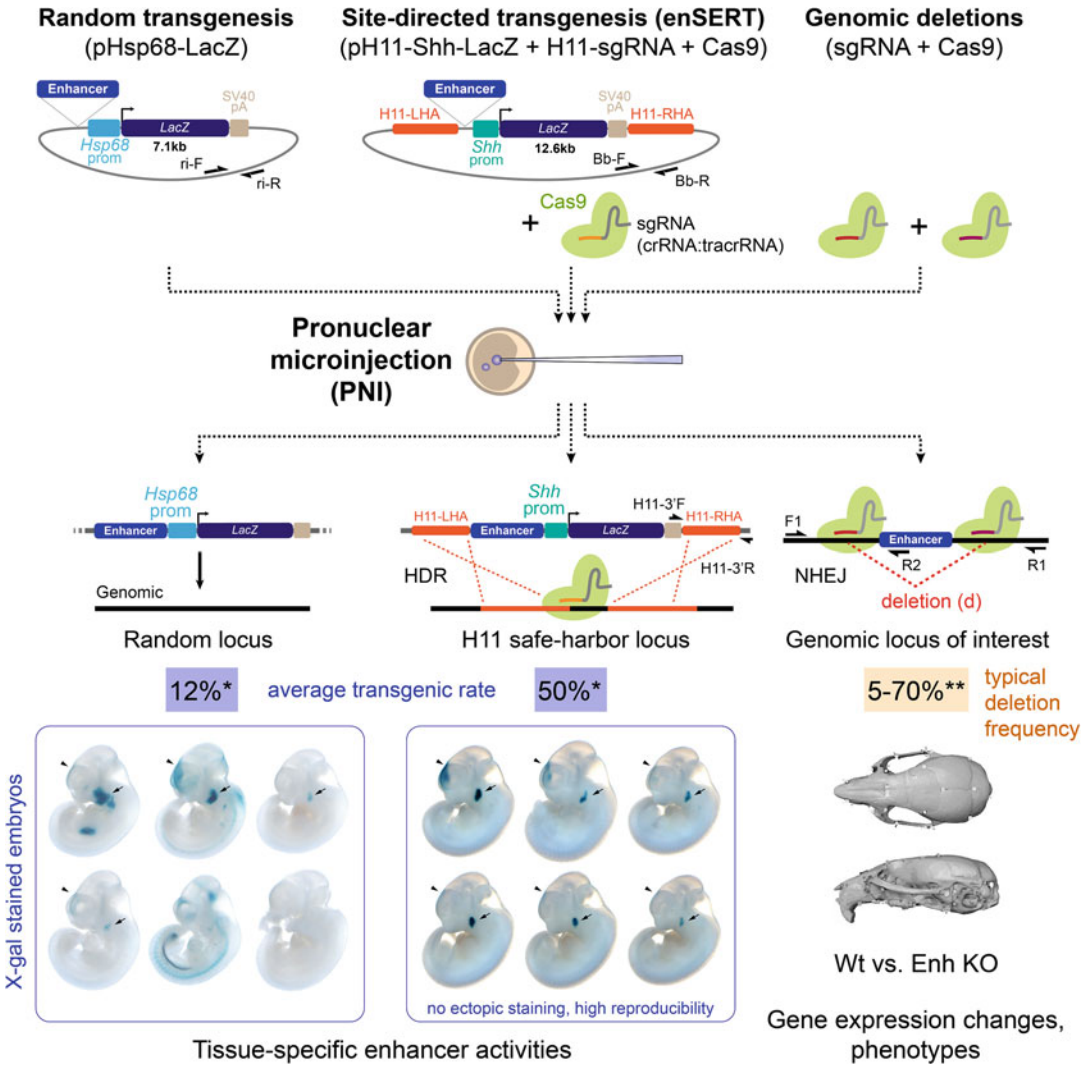 Random transgenesis
(pHsp68-LacZ)
Site-directed transgenesis (enSERT)
(pH11-Shh-LacZ + H11-sgRNA + Cas9)
Genomic deletions
(sgRNA + Cas9)
Enhancer
SV40
pA
LacZ
Hsp68
prom
7.1kb
ri-F
ri-R
Enhancer
H11-LHA
SV40
pA
H11-RHA
LacZ
Shh
prom
12.6kb
Bb-F
Bb-R
+
Cas9
sgRNA
(crRNA:tracrRNA)
+
Pronuclear
microinjection
(PNI)
Hsp68
prom
Enhancer
LacZ
Genomic
Random locus
Shh
prom
H11-3'F
H11-LHA
Enhancer
LacZ
H11-RHA
H11-3'R
HDR
H11 safe-harbor locus
F1
Enhancer
R2
R1
NHEJ
deletion (d)
Genomic locus of interest
12%*
average transgenic rate
50%*
5-70%**
typical
deletion
frequency
X-gal stained embryos
no ectopic staining, high reproducibility
Tissue-specific enhancer activities
Wt vs. Enh KO
Gene expression changes,
phenotypes